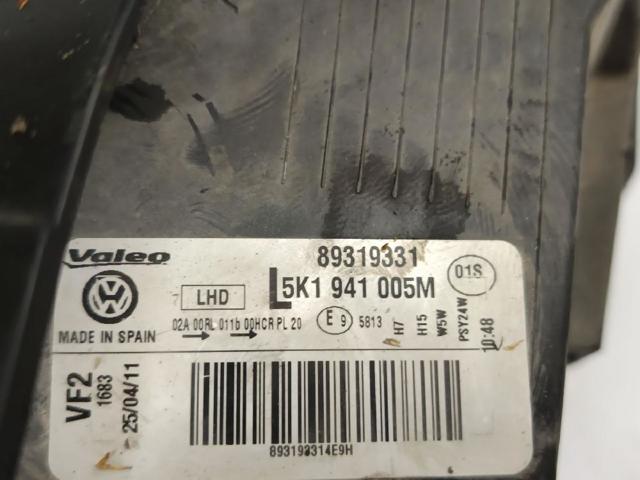 Valeo 89319331
LHD L 5K1 941 005M 01S
MADE IN SPAIN 02A 00RL 011b 00HCR PL 20 E 9 5813
H7
H15
W5W
PSY24W
10:48
VF2
1683
25/04/11
893193314E9H